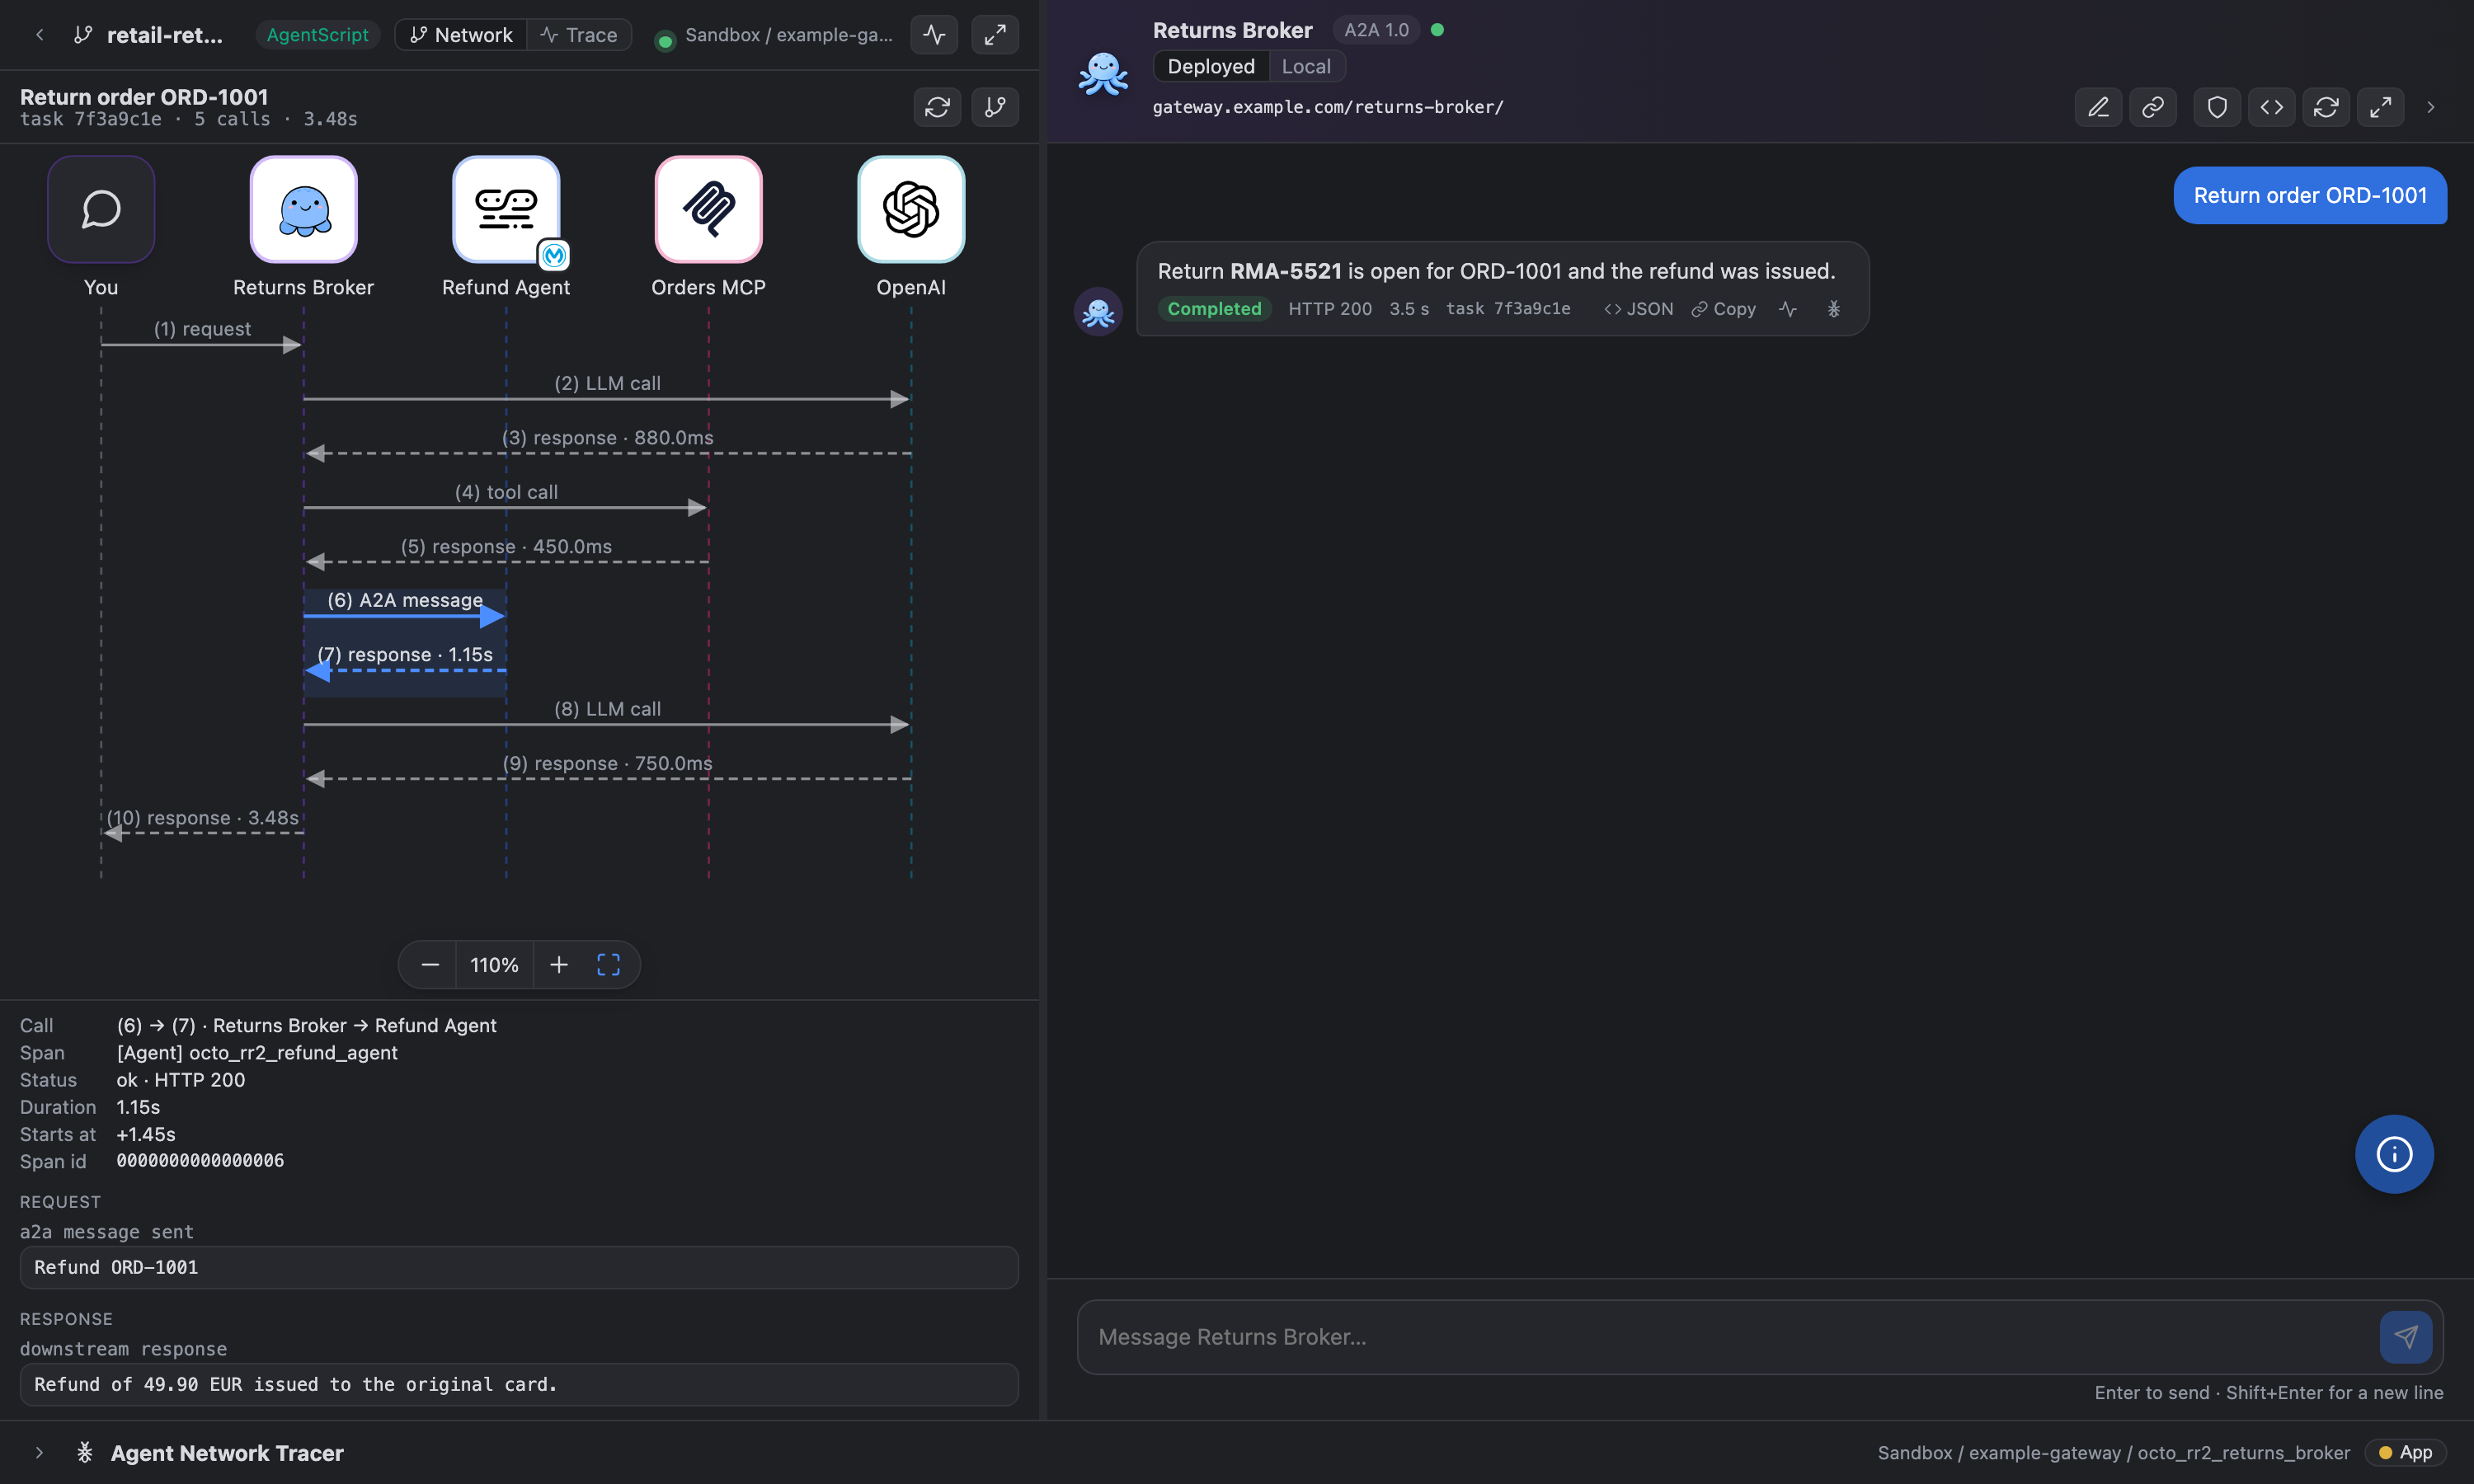 retail-ret...
AgentScript
Network
Trace
Sandbox / example-ga...
Return order ORD-1001
task 7f3a9c1e · 5 calls · 3.48s
You
Returns Broker
Refund Agent
Orders MCP
OpenAI
(1) request
(2) LLM call
(3) response · 880.0ms
(4) tool call
(5) response · 450.0ms
(6) A2A message
(7) response · 1.15s
(8) LLM call
(9) response · 750.0ms
(10) response · 3.48s
110%
Call (6) → (7) · Returns Broker → Refund Agent
Span [Agent] octo_rr2_refund_agent
Status ok · HTTP 200
Duration 1.15s
Starts at +1.45s
Span id 0000000000000006
REQUEST
a2a message sent
Refund ORD-1001
RESPONSE
downstream response
Refund of 49.90 EUR issued to the original card.
Returns Broker A2A 1.0
Deployed Local
gateway.example.com/returns-broker/
Return order ORD-1001
Return RMA-5521 is open for ORD-1001 and the refund was issued.
Completed HTTP 200 3.5 s task 7f3a9c1e JSON Copy
Message Returns Broker...
Enter to send · Shift+Enter for a new line
Agent Network Tracer
Sandbox / example-gateway / octo_rr2_returns_broker
App